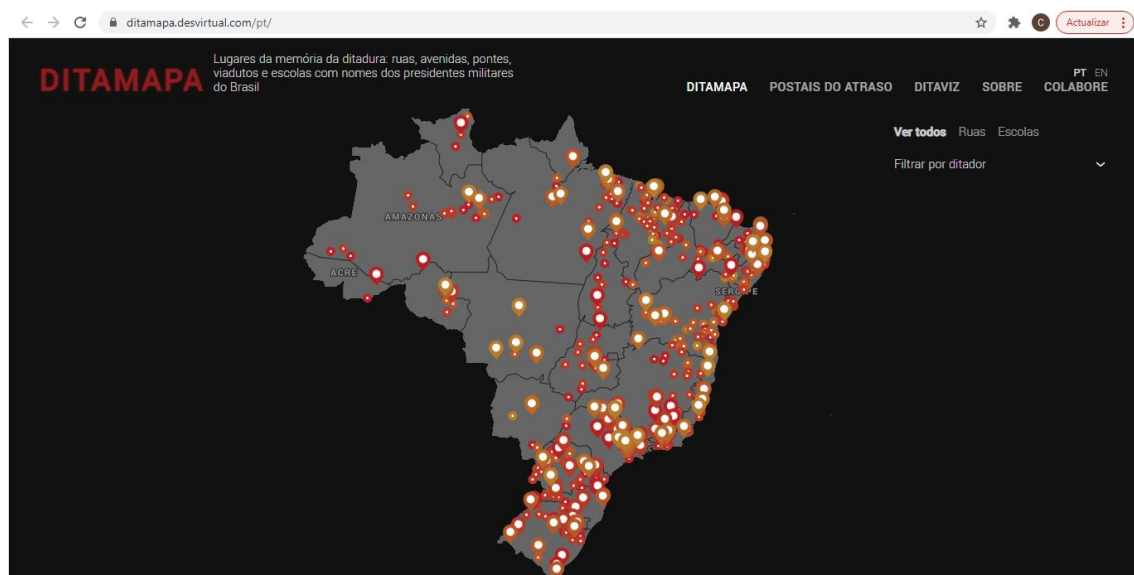 ditamapa.desvirtual.com/pt/
C
Actualizar
DITAMAPA
Lugares da memória da ditadura: ruas, avenidas, pontes,
viadutos e escolas com nomes dos presidentes militares
do Brasil
PT EN
DITAMAPA POSTAIS DO ATRASO DITAVIZ SOBRE COLABORE
Ver todos Ruas Escolas
Filtrar por ditador
AMAZONAS
ACRE
SERGIPE